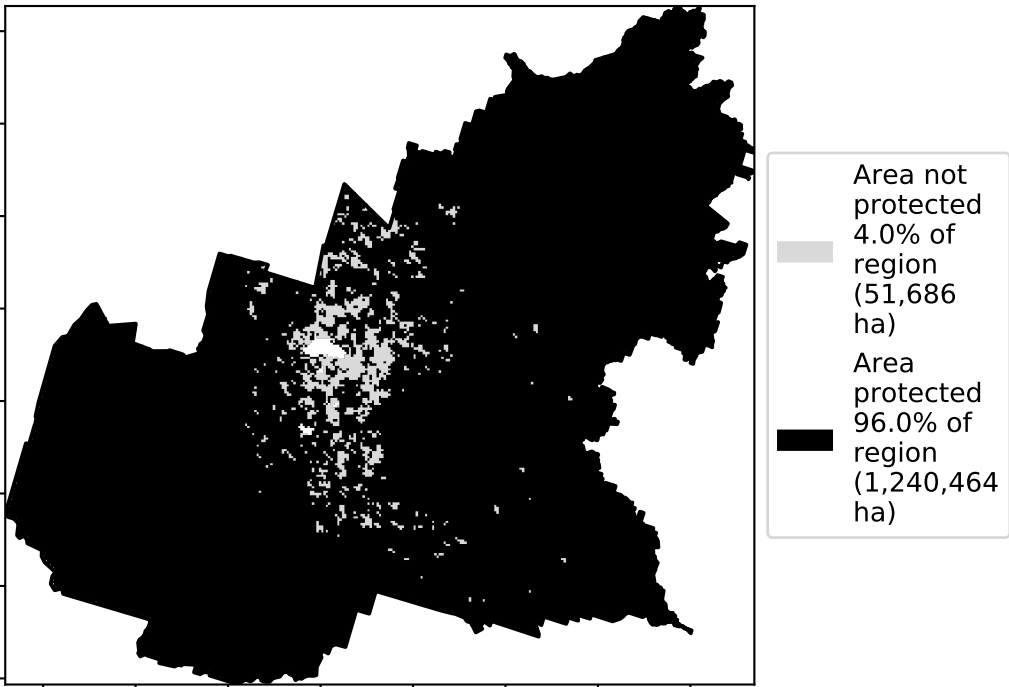 Area not
protected
4.0% of
region
(51,686
ha)
Area
protected
96.0% of
region
(1,240,464
ha)